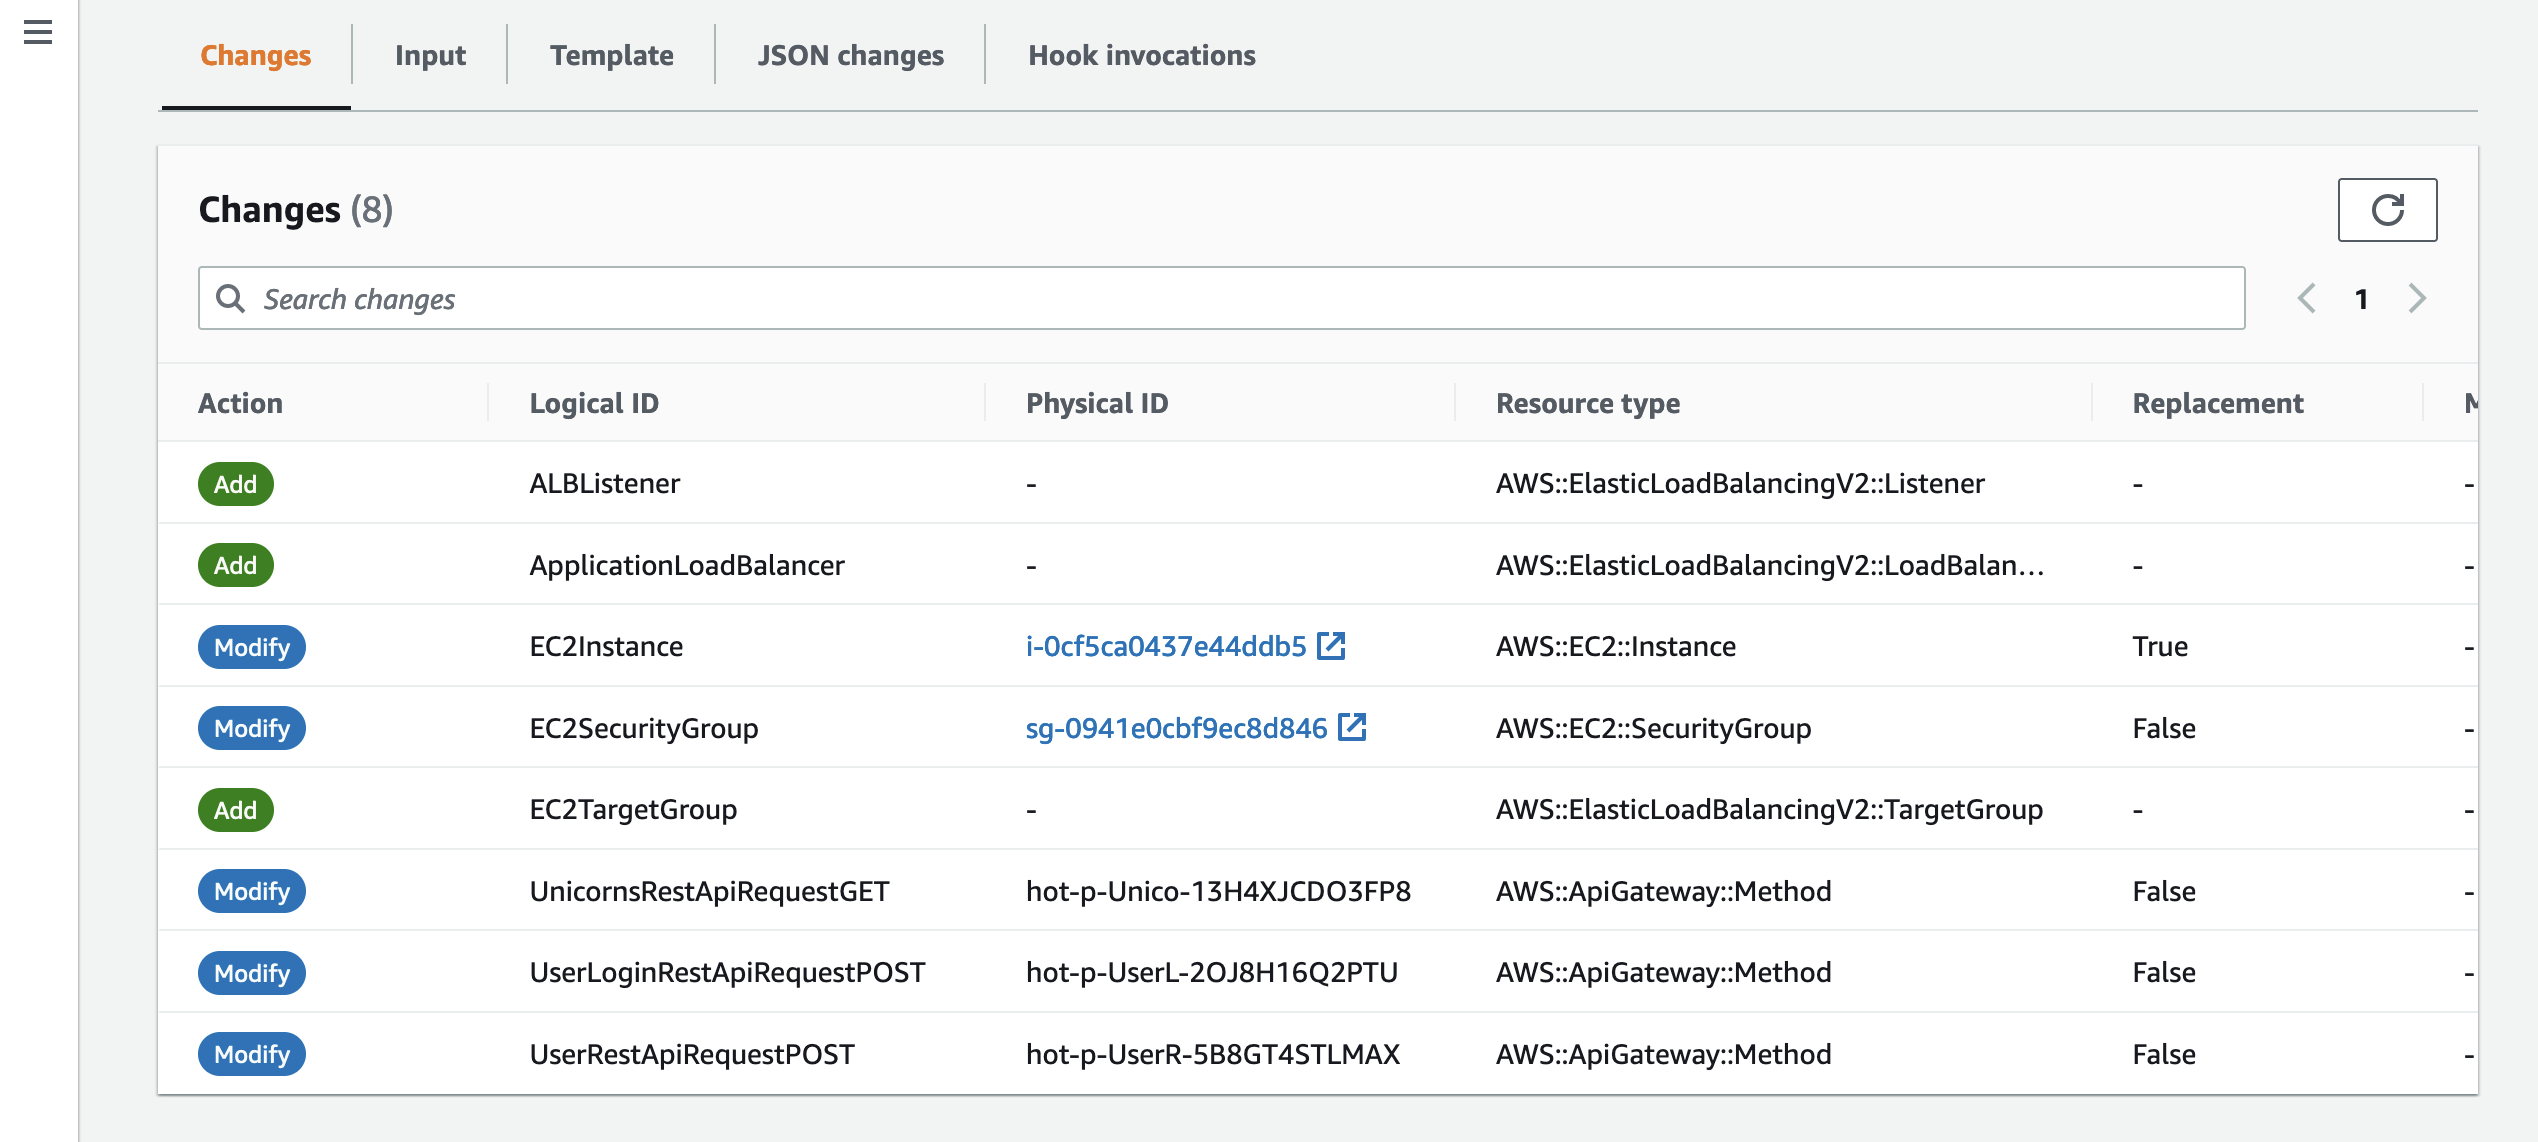 Changes Input Template JSON changes Hook invocations
Changes (8)
Search changes 1
Action Logical ID Physical ID Resource type Replacement
Add ALBListener - AWS::ElasticLoadBalancingV2::Listener - -
Add ApplicationLoadBalancer - AWS::ElasticLoadBalancingV2::LoadBalan... - -
Modify EC2Instance i-0cf5ca0437e44ddb5 AWS::EC2::Instance True -
Modify EC2SecurityGroup sg-0941e0cbf9ec8d846 AWS::EC2::SecurityGroup False -
Add EC2TargetGroup - AWS::ElasticLoadBalancingV2::TargetGroup - -
Modify UnicornsRestApiRequestGET hot-p-Unico-13H4XJCDO3FP8 AWS::ApiGateway::Method False -
Modify UserLoginRestApiRequestPOST hot-p-UserL-2OJ8H16Q2PTU AWS::ApiGateway::Method False -
Modify UserRestApiRequestPOST hot-p-UserR-5B8GT4STLMAX AWS::ApiGateway::Method False -